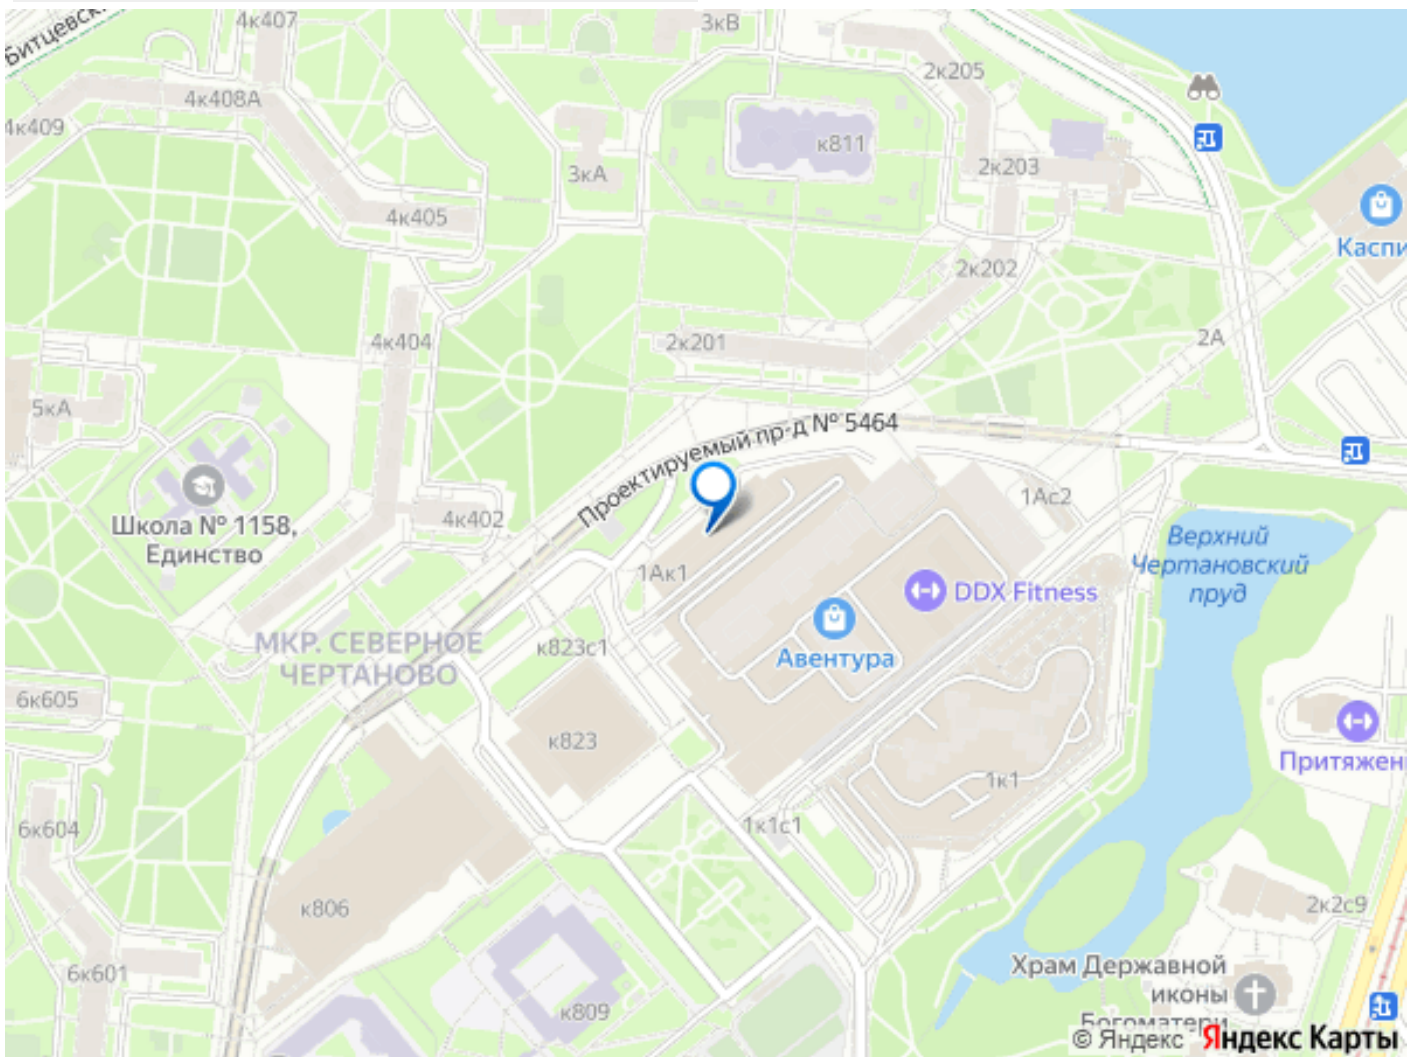 4к407
3кВ
Битцевск
2к205
4к408А
4к409
к811
3кА
2к203
4к405
Каспи
2к202
2А
4к404
2к201
5кА
Проектируемый пр-д № 5464
1Ас2
Школа № 1158,
Единство
4к402
Верхний
Чертановский
пруд
1Ак1
DDX Fitness
МКР. СЕВЕРНОЕ
ЧЕРТАНОВО
к823с1
Авентура
6к605
к823
Притяжен
1к1
6к604
1к1с1
к806
2к2с9
6к601
Храм Державной
иконы
Богоматери
к809
© Яндекс Яндекс Карты